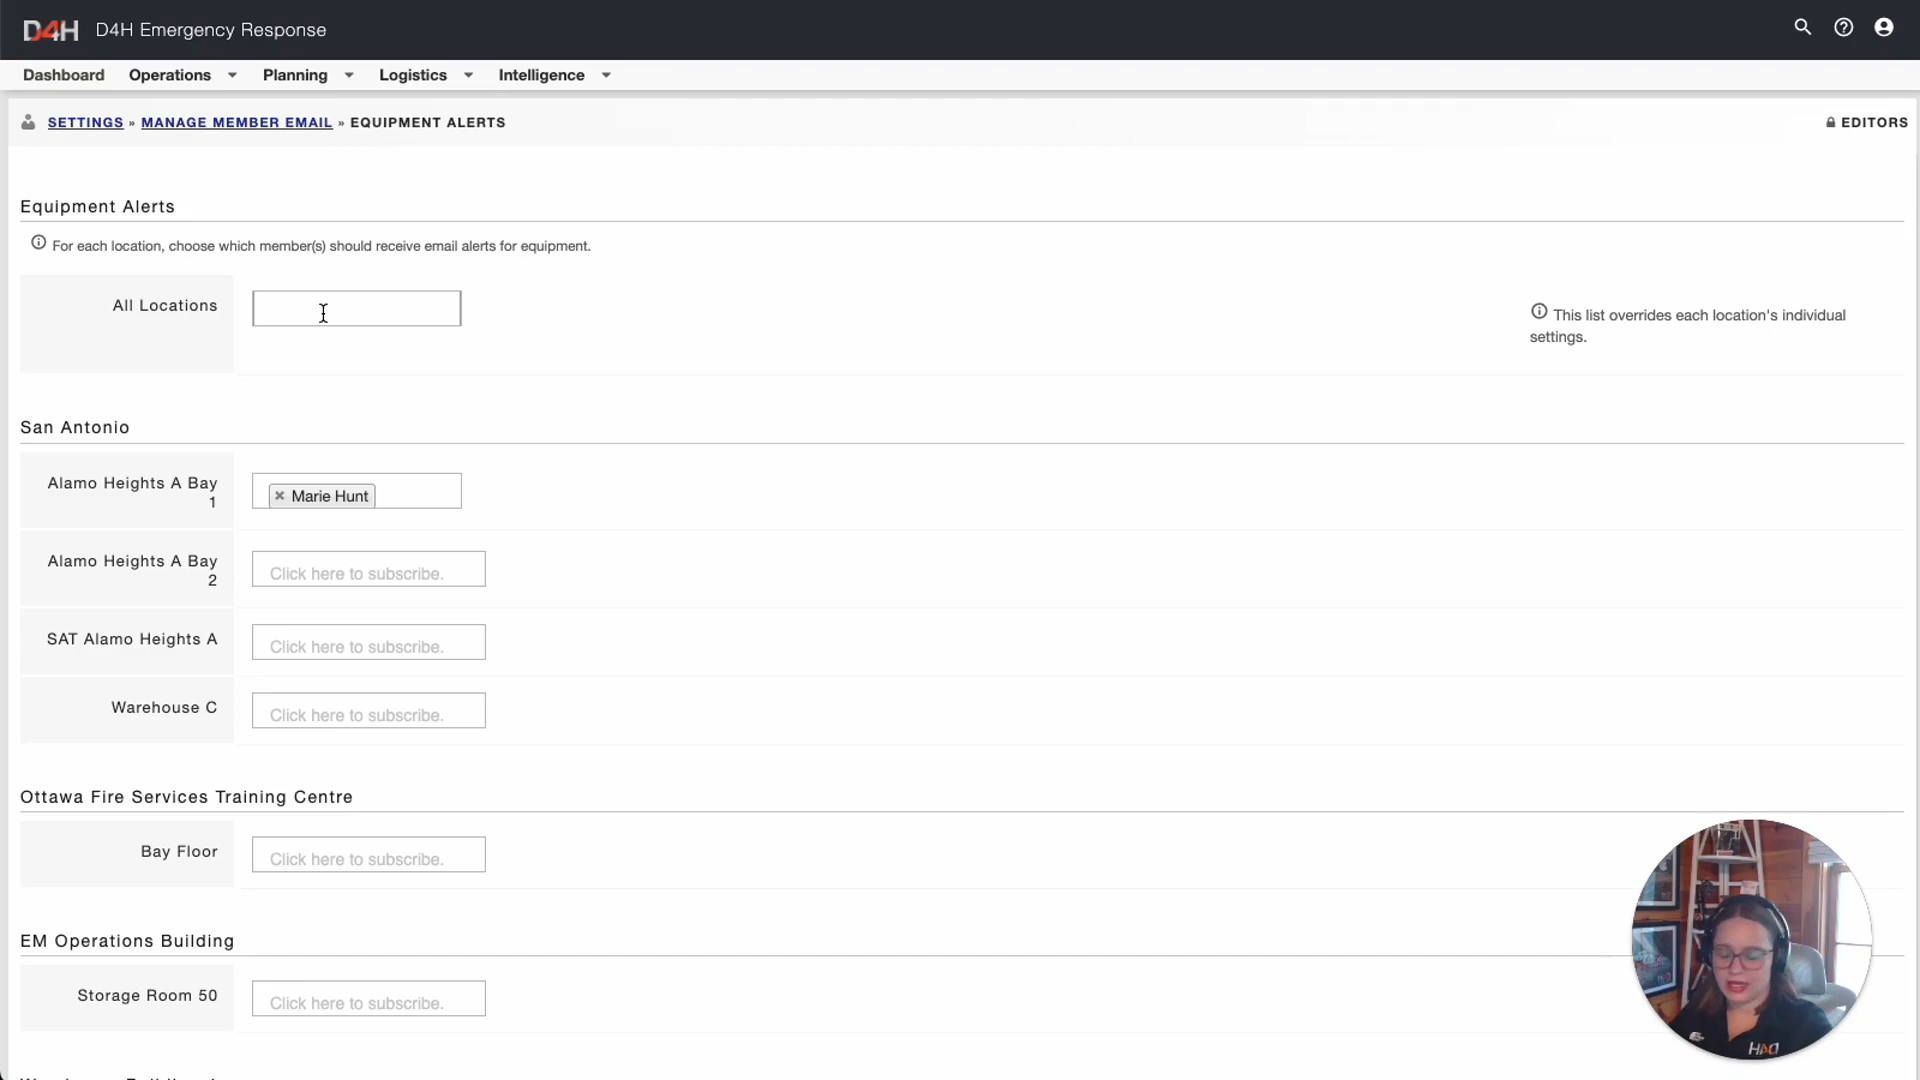 D4H D4H Emergency Response
Dashboard Operations Planning Logistics Intelligence
SETTINGS » MANAGE MEMBER EMAIL » EQUIPMENT ALERTS EDITORS
Equipment Alerts
For each location, choose which member(s) should receive email alerts for equipment.
All Locations
This list overrides each location's individual
settings.
San Antonio
Alamo Heights A Bay
1
× Marie Hunt
Alamo Heights A Bay
2
Click here to subscribe.
SAT Alamo Heights A
Click here to subscribe.
Warehouse C
Click here to subscribe.
Ottawa Fire Services Training Centre
Bay Floor
Click here to subscribe.
EM Operations Building
Storage Room 50
Click here to subscribe.